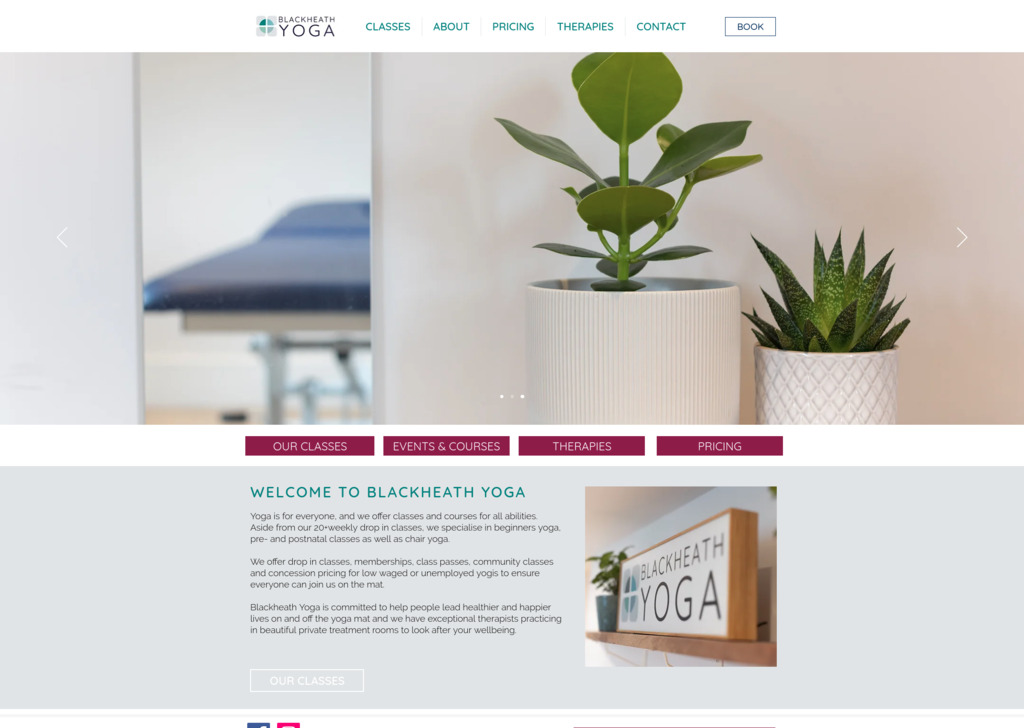 BLACKHEATH
YOGA
CLASSES
ABOUT
PRICING
THERAPIES
CONTACT
BOOK
OUR CLASSES
EVENTS & COURSES
THERAPIES
PRICING
WELCOME TO BLACKHEATH YOGA
Yoga is for everyone, and we offer classes and courses for all abilities.
Aside from our 20+weekly drop in classes, we specialise in beginners yoga,
pre- and postnatal classes as well as chair yoga.
We offer drop in classes, memberships, class passes, community classes
and concession pricing for low waged or unemployed yogis to ensure
everyone can join us on the mat.
Blackheath Yoga is committed to help people lead healthier and happier
lives on and off the yoga mat and we have exceptional therapists practicing
in beautiful private treatment rooms to look after your wellbeing.
OUR CLASSES
BLACKHEATH
YOGA